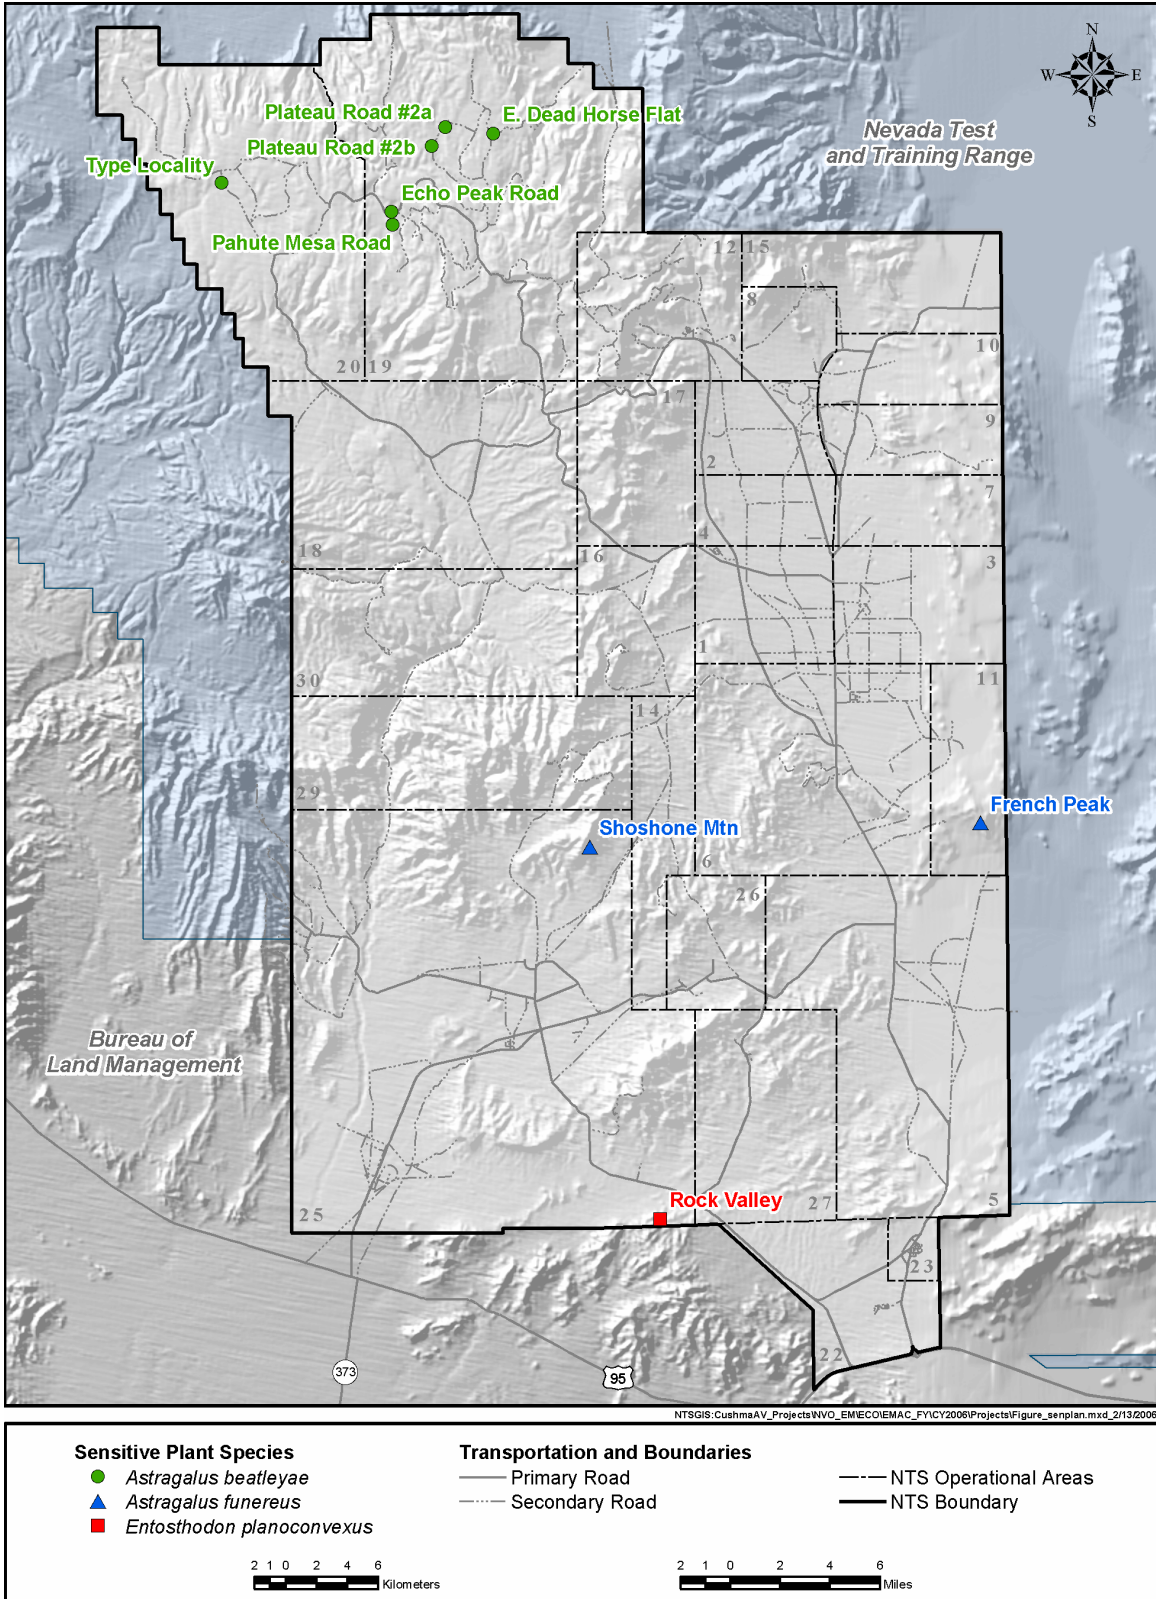 N
W E
S
Plateau Road #2a
E. Dead Horse Flat
Nevada Test
and Training Range
Plateau Road #2b
Type Locality
Echo Peak Road
Pahute Mesa Road
12 15
8
10
20 19
17
9
2
7
4
18
16
3
1
30
11
14
29
French Peak
Shoshone Mtn
6
26
Bureau of
Land Management
Rock Valley
25
27
5
23
22
373
95
NTSGIS:CushmaAV_Projects\NVO_EM\ECO\EMAC_FY\CY2006\Projects\Figure_senplan.mxd_2/13/2006
Sensitive Plant Species
Astragalus beatleyae
Astragalus funereus
Entosthodon planoconvexus
Transportation and Boundaries
Primary Road
Secondary Road
NTS Operational Areas
NTS Boundary
2 1 0 2 4 6
Kilometers
2 1 0 2 4 6
Miles